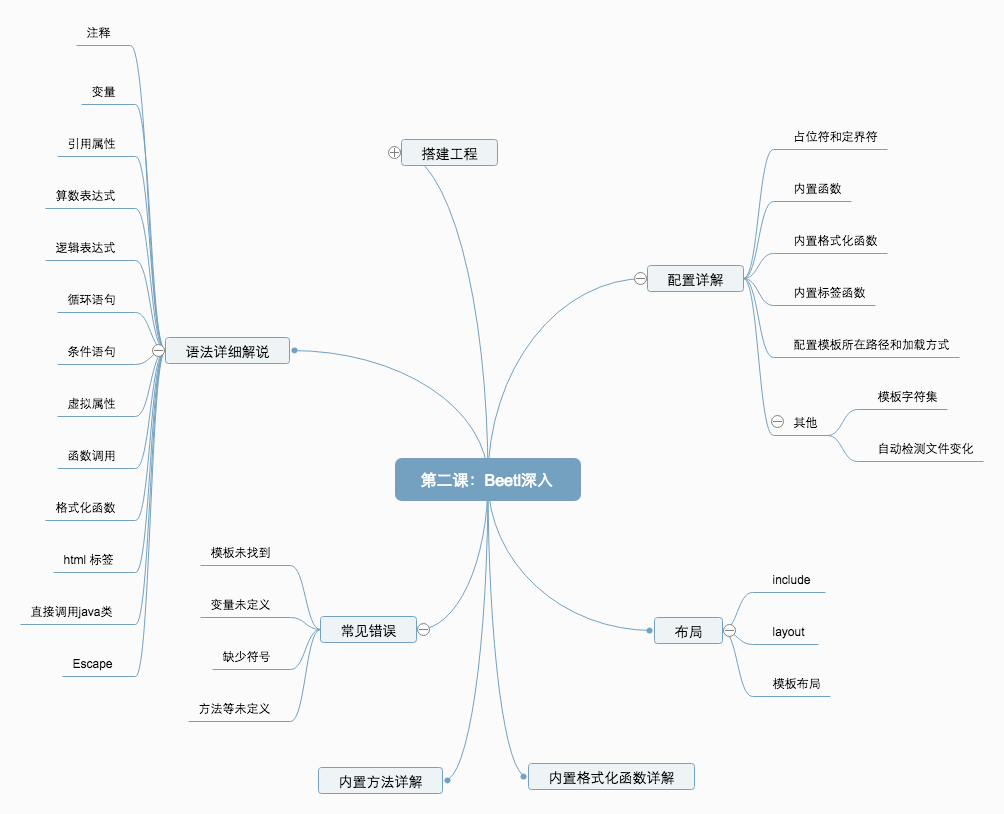 第二课：Beetl深入
搭建工程
配置详解
占位符和定界符
内置函数
内置格式化函数
内置标签函数
配置模板所在路径和加载方式
其他
模板字符集
自动检测文件变化
布局
include
layout
模板布局
内置格式化函数详解
内置方法详解
常见错误
模板未找到
变量未定义
缺少符号
方法等未定义
语法详细解说
注释
变量
引用属性
算数表达式
逻辑表达式
循环语句
条件语句
虚拟属性
函数调用
格式化函数
html 标签
直接调用java类
Escape